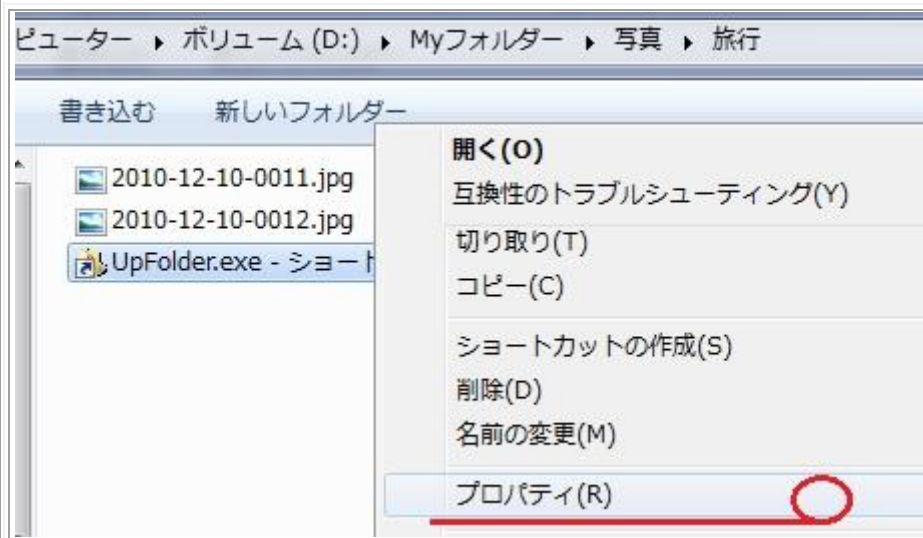 ピューター ▸ ボリューム (D:) ▸ Myフォルダー ▸ 写真 ▸ 旅行
書き込む 新しいフォルダー
2010-12-10-0011.jpg
2010-12-10-0012.jpg
UpFolder.exe - ショート
開く(O)
互換性のトラブルシューティング(Y)
切り取り(T)
コピー(C)
ショートカットの作成(S)
削除(D)
名前の変更(M)
プロパティ(R)